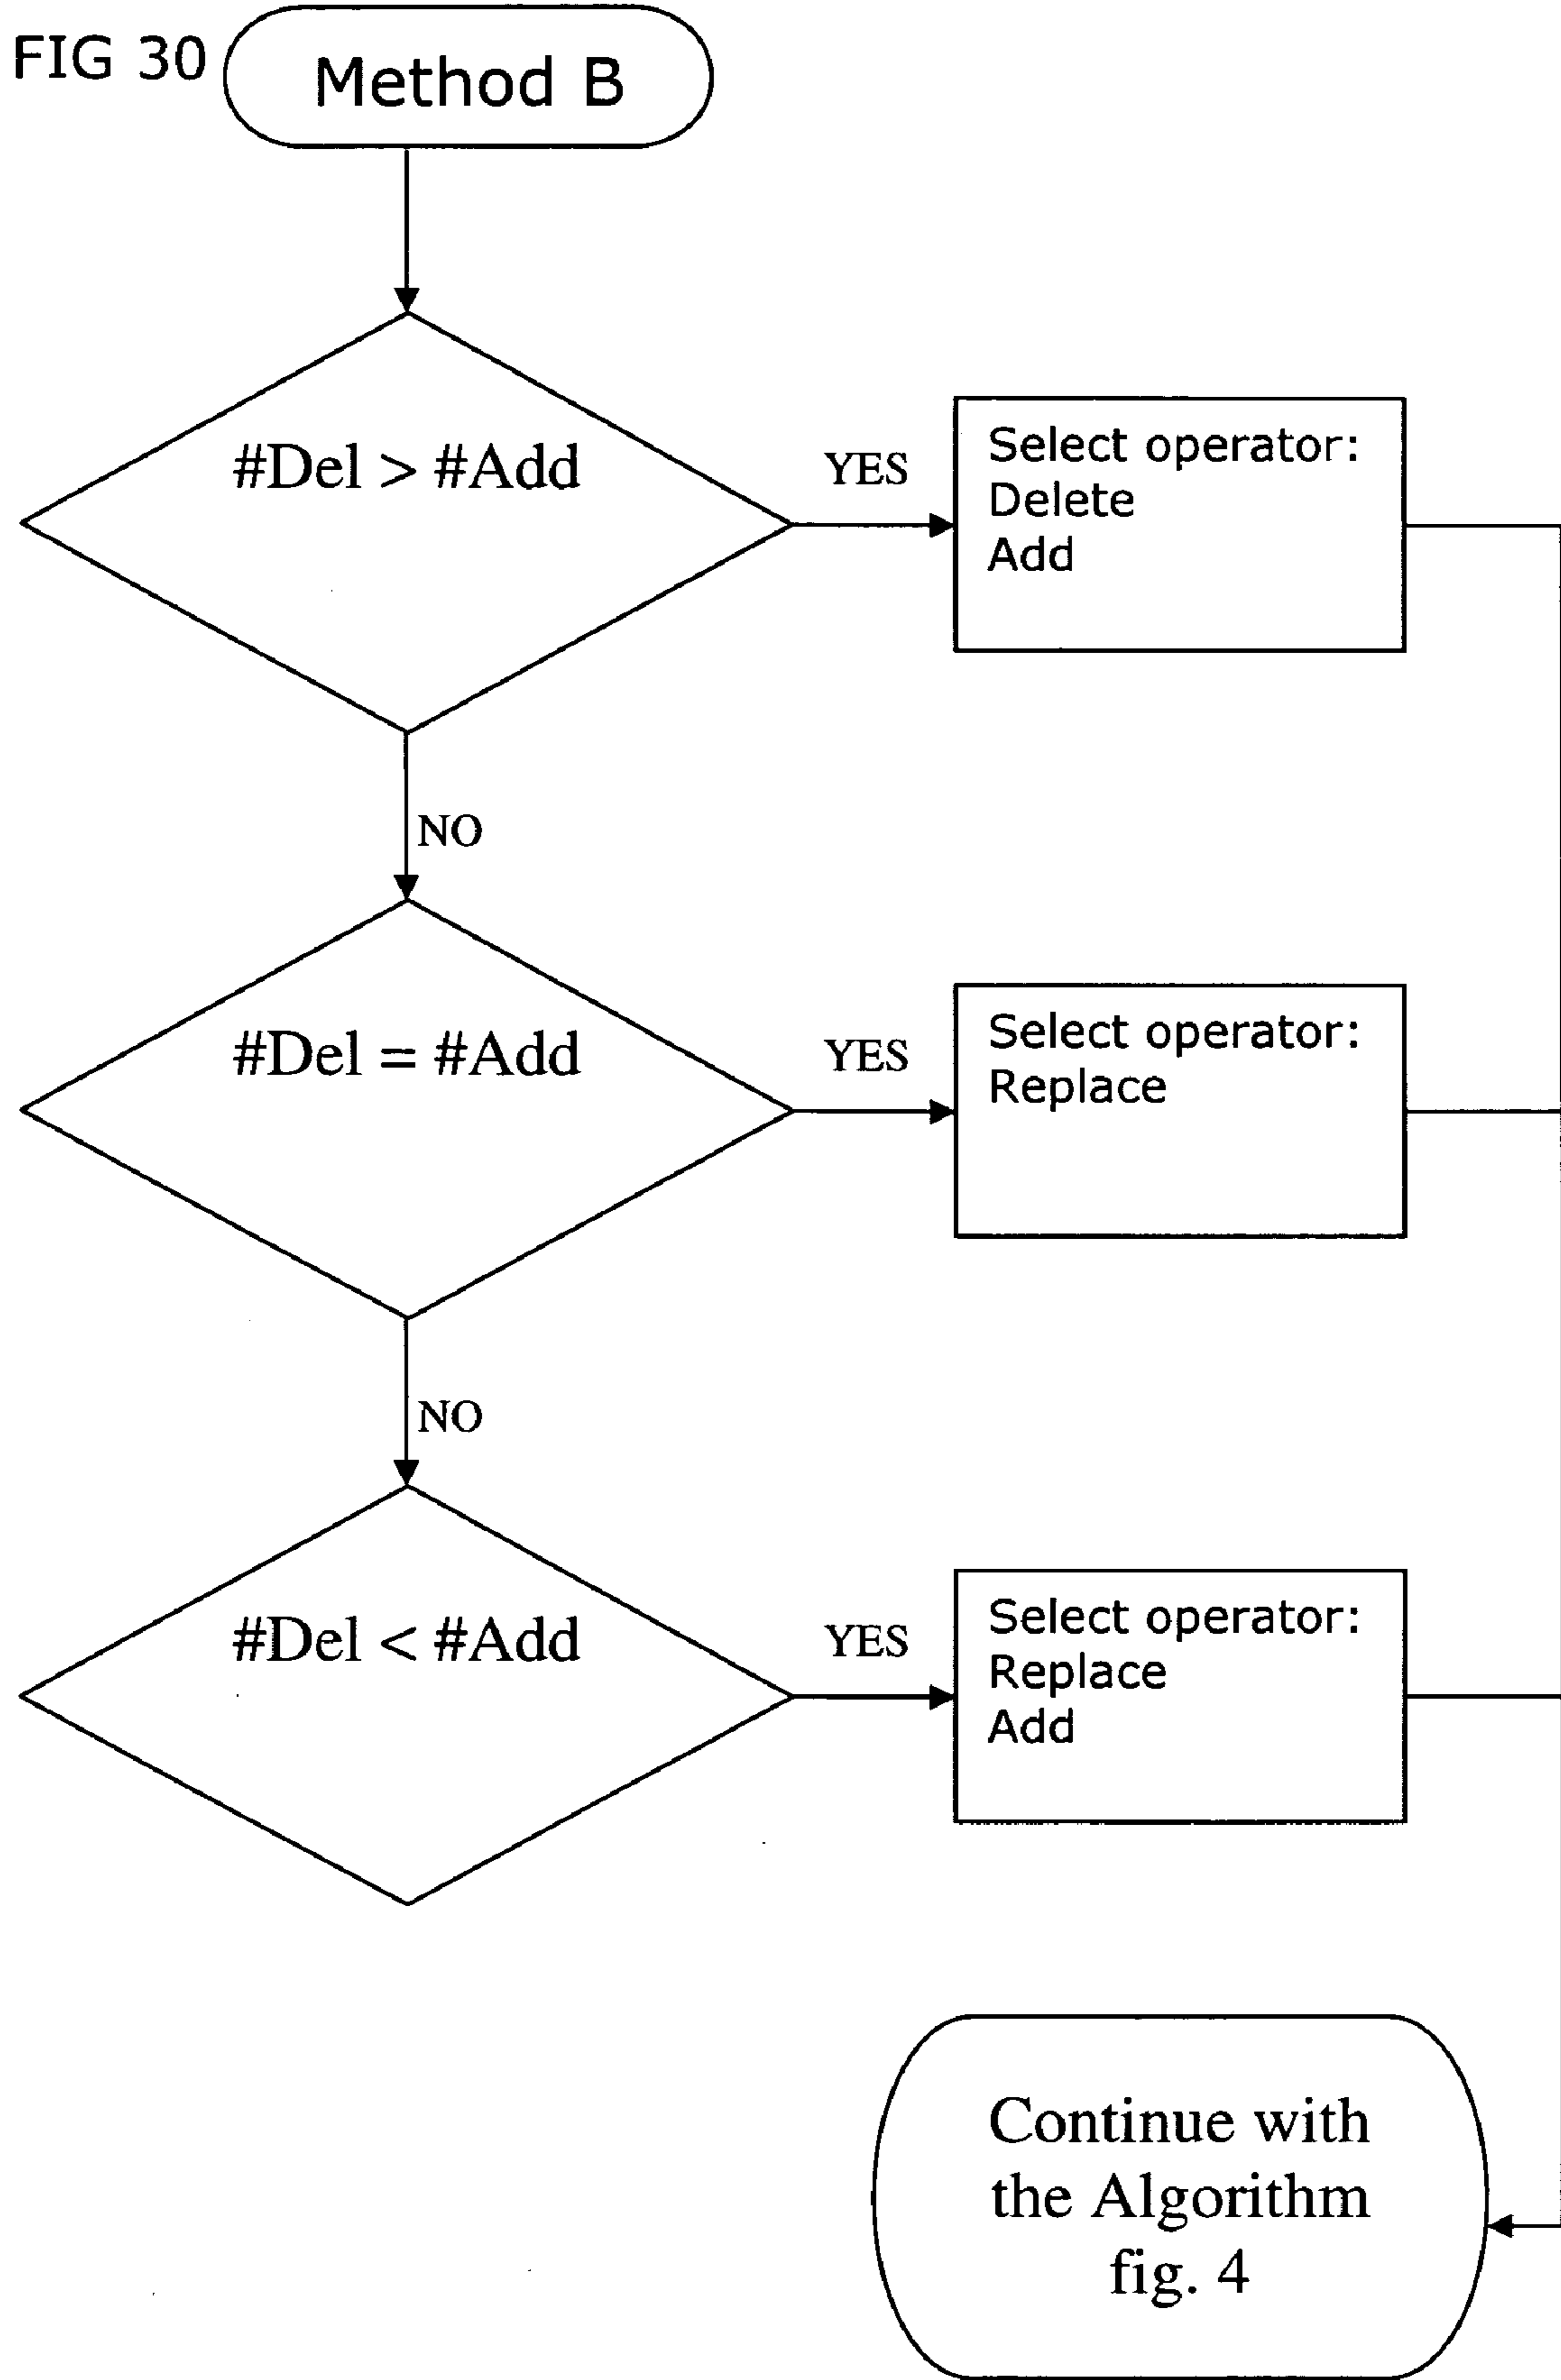 FIG 30
Method B
#Del > #Add
YES
Select operator:
Delete
Add
NO
#Del = #Add
YES
Select operator:
Replace
NO
#Del < #Add
YES
Select operator:
Replace
Add
Continue with
the Algorithm
fig. 4